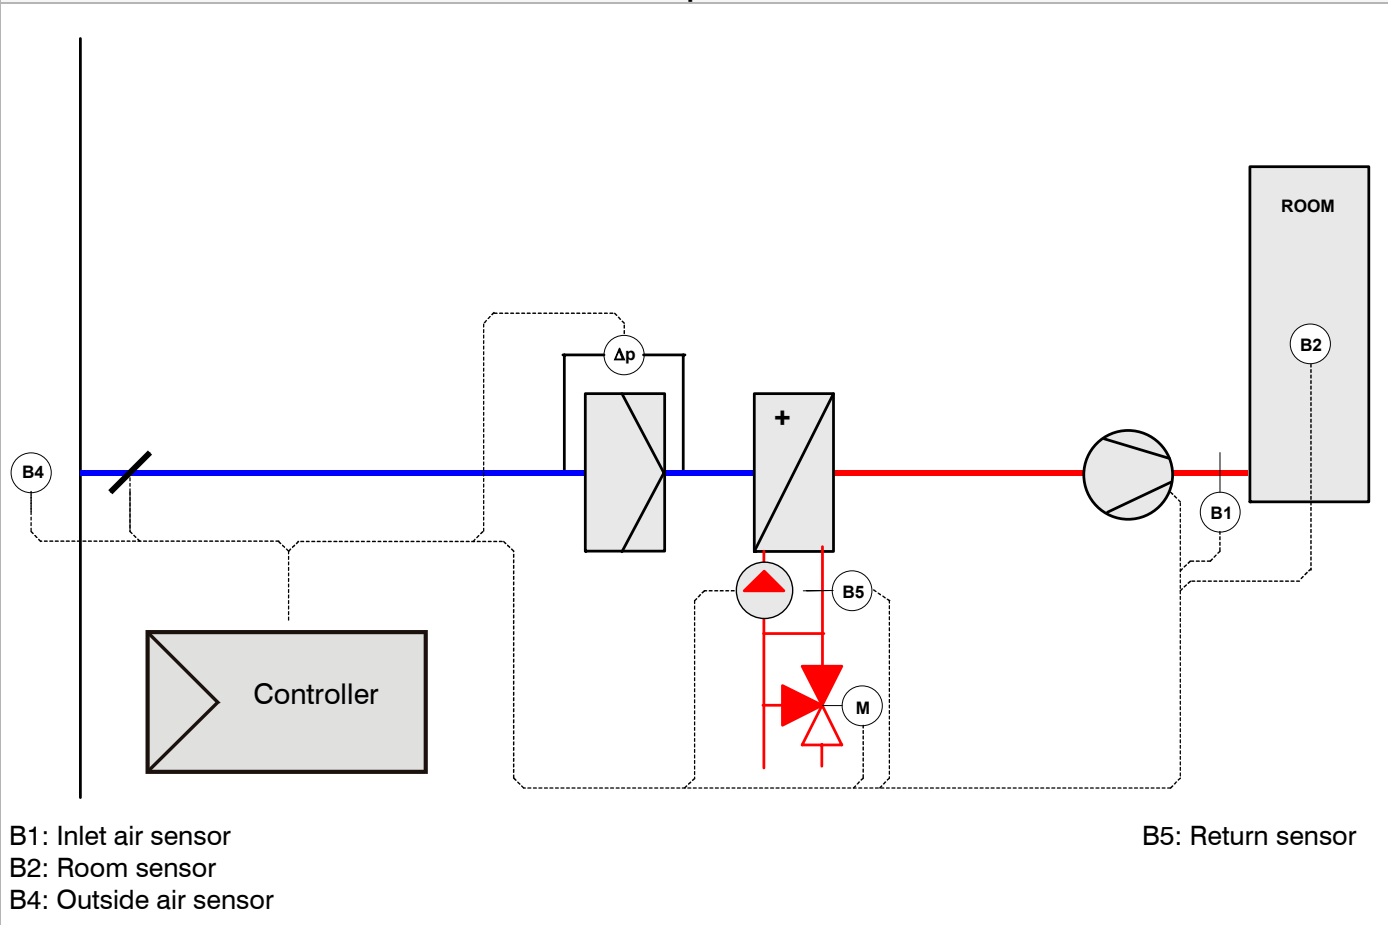 ROOM
Δp
B2
+
B4
B1
B5
Controller
M
B1: Inlet air sensor
B5: Return sensor
B2: Room sensor
B4: Outside air sensor